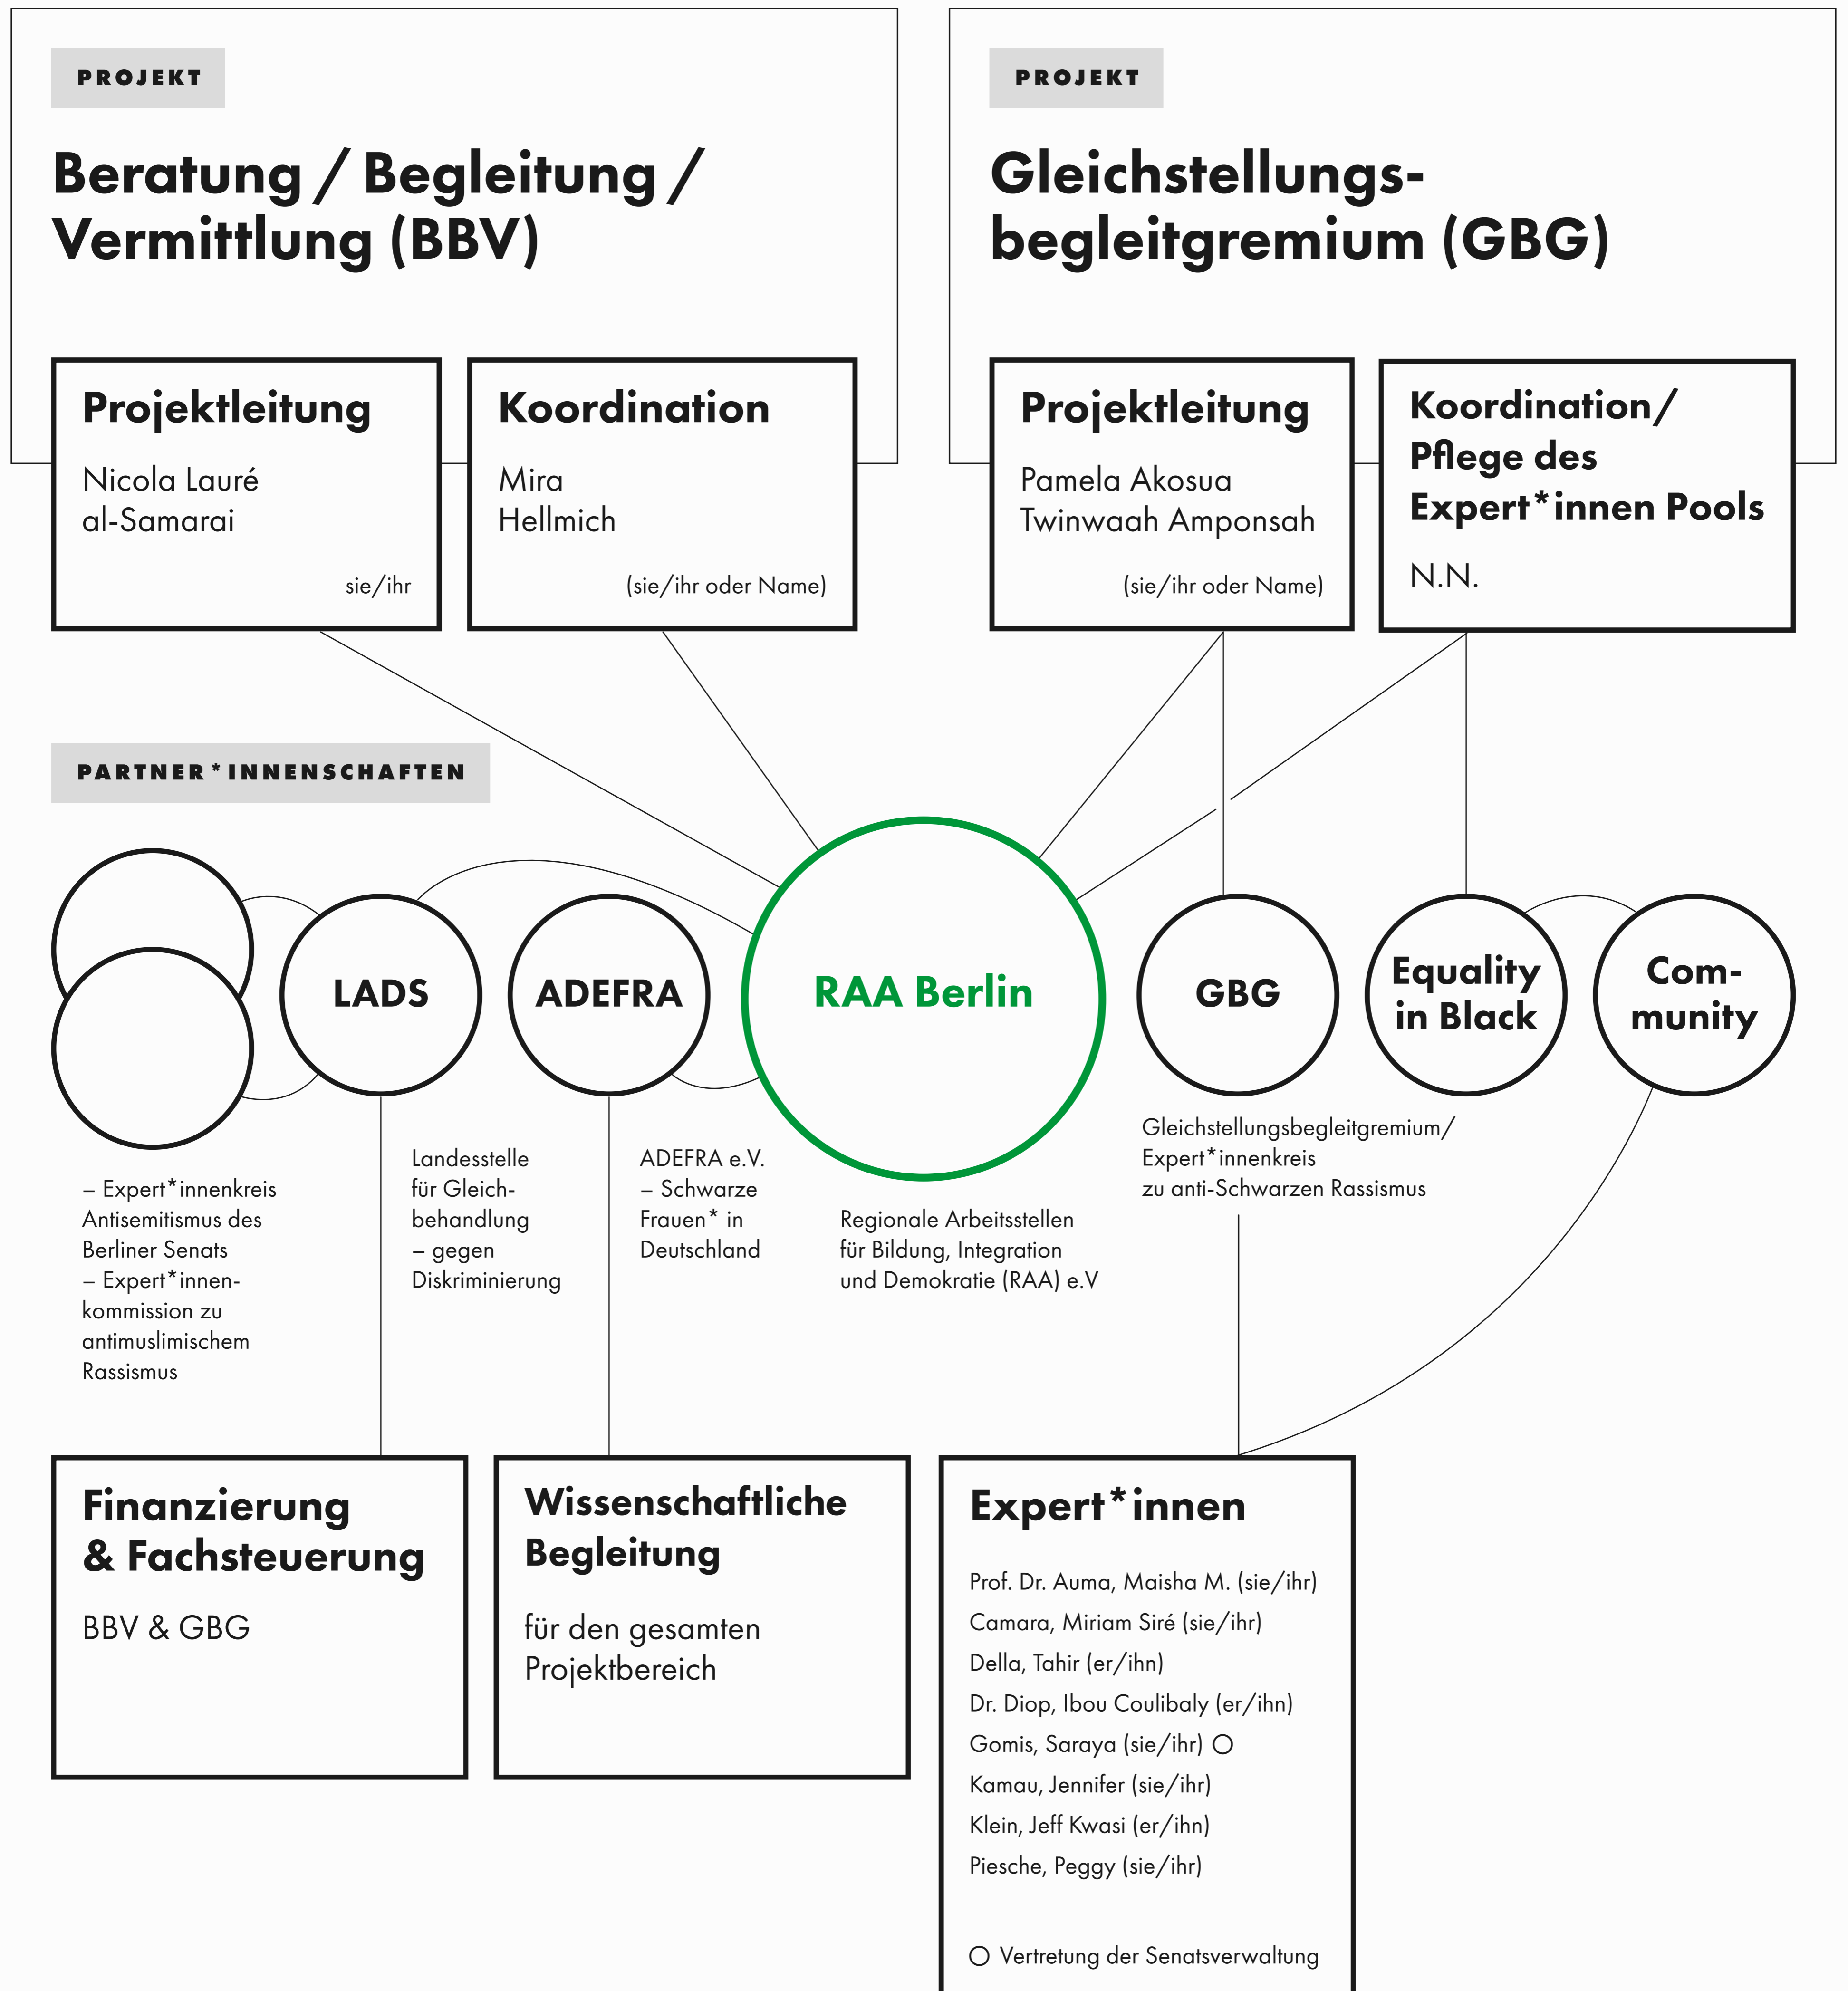 PROJEKT
Beratung / Begleitung /
Vermittlung (BBV)
Projektleitung
Nicola Lauré
al-Samarai
sie/ihr
Koordination
Mira
Hellmich
(sie/ihr oder Name)
PROJEKT
Gleichstellungs-
begleitgremium (GBG)
Projektleitung
Pamela Akosua
Twinwaah Amponsah
(sie/ihr oder Name)
Koordination/
Pflege des
Expert*innen Pools
N.N.
PARTNER*INNENSCHAFTEN
LADS
ADEFRA
RAA Berlin
GBG
Equality
in Black
Com-
munity
– Expert*innenkreis
Antisemitismus des
Berliner Senats
– Expert*innen-
kommission zu
antimuslimischem
Rassismus
Landesstelle
für Gleich-
behandlung
– gegen
Diskriminierung
ADEFRA e.V.
– Schwarze
Frauen* in
Deutschland
Regionale Arbeitsstellen
für Bildung, Integration
und Demokratie (RAA) e.V
Gleichstellungsbegleitgremium/
Expert*innenkreis
zu anti-Schwarzen Rassismus
Finanzierung
& Fachsteuerung
BBV & GBG
Wissenschaftliche
Begleitung
für den gesamten
Projektbereich
Expert*innen
Prof. Dr. Auma, Maisha M. (sie/ihr)
Camara, Miriam Siré (sie/ihr)
Della, Tahir (er/ihn)
Dr. Diop, Ibou Coulibaly (er/ihn)
Gomis, Saraya (sie/ihr)
Kamau, Jennifer (sie/ihr)
Klein, Jeff Kwasi (er/ihn)
Piesche, Peggy (sie/ihr)
Vertretung der Senatsverwaltung